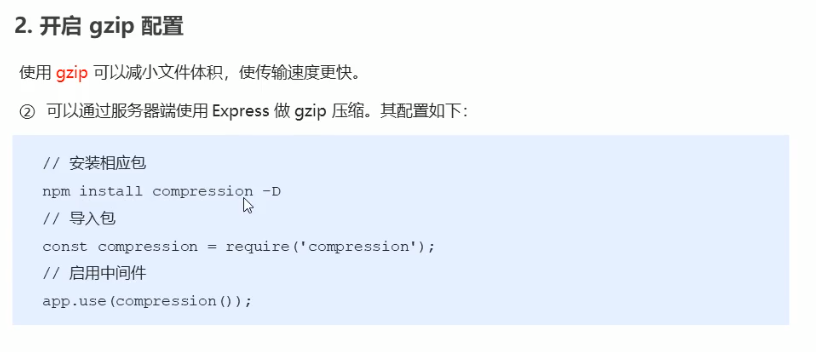 2. 开启 gzip 配置
使用 gzip 可以减小文件体积，使传输速度更快。
② 可以通过服务器端使用 Express 做 gzip 压缩。其配置如下：
// 安装相应包
npm install compression -D
// 导入包
const compression = require('compression');
// 启用中间件
app.use(compression());